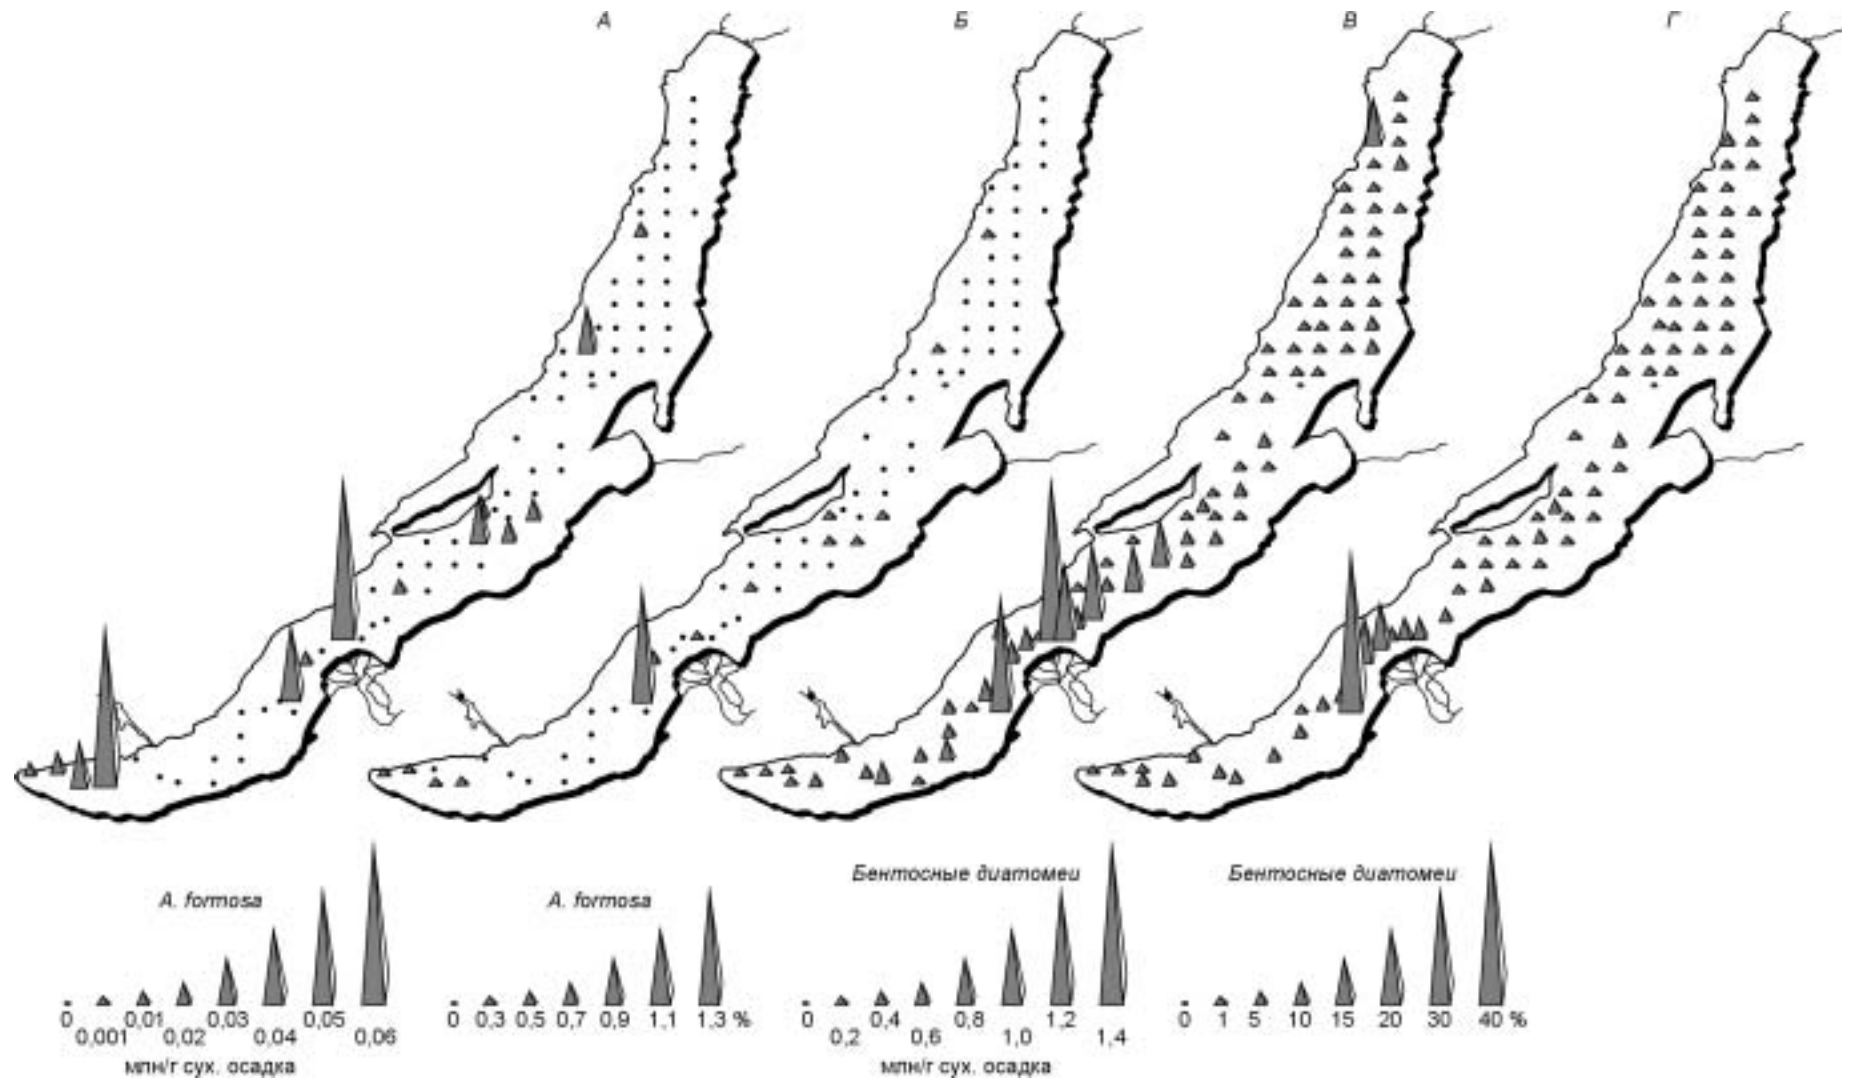 А Б В Г
Бентосные диатомеи Бентосные диатомеи
A. formosa A. formosa
0 0,01 0,03 0,05 0 0,3 0,5 0,7 0,9 1,1 1,3 % 0 0,4 0,8 1,2 0 1 5 10 15 20 30 40 %
0,001 0,02 0,04 0,06 0,2 0,6 1,0 1,4
млн/г сух. осадка млн/г сух. осадка